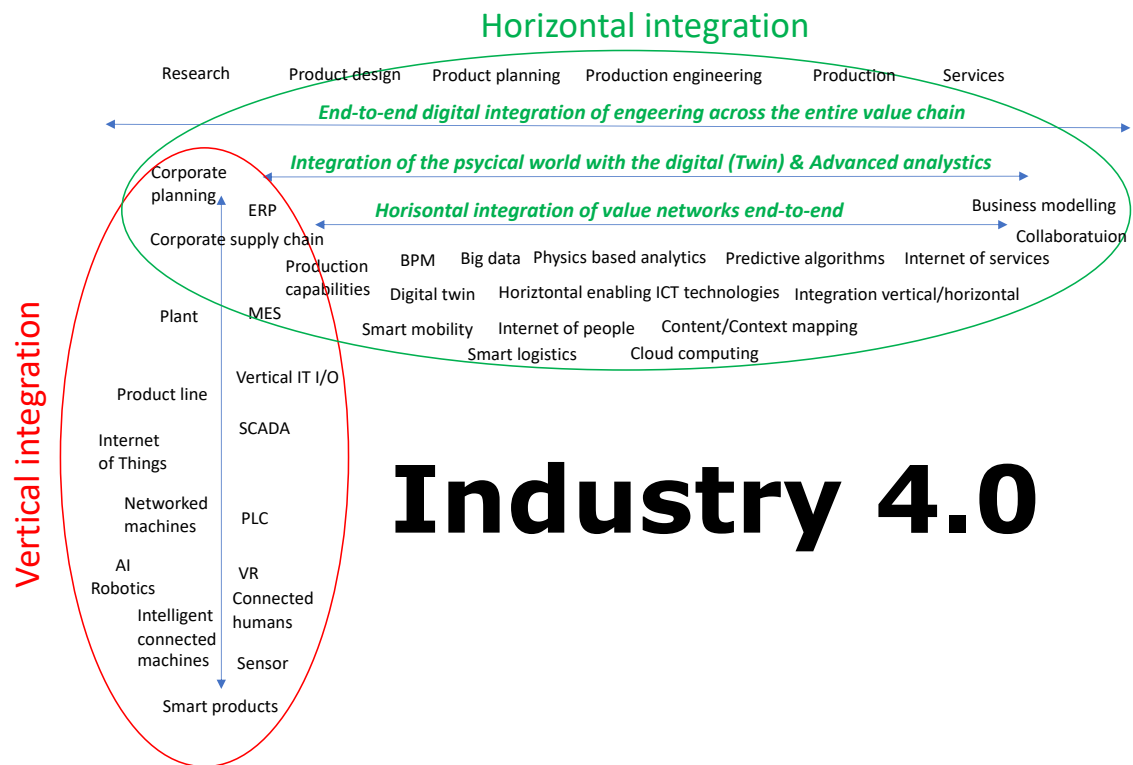 Horizontal integration
Research Product design Product planning Production engineering Production Services
End-to-end digital integration of engeering across the entire value chain
Integration of the psycical world with the digital (Twin) & Advanced analystics
Corporate
planning
Horisontal integration of value networks end-to-end
ERP
Business modelling
Corporate supply chain
Collaboratuion
Production
capabilities
BPM Big data Physics based analytics Predictive algorithms Internet of services
Digital twin Horiztontal enabling ICT technologies Integration vertical/horizontal
Plant MES
Smart mobility Internet of people Content/Context mapping
Smart logistics Cloud computing
Vertical integration
Vertical IT I/O
Product line
SCADA
Internet
of Things
Industry 4.0
Networked
machines
PLC
AI
Robotics
VR
Connected
humans
Intelligent
connected
machines
Sensor
Smart products